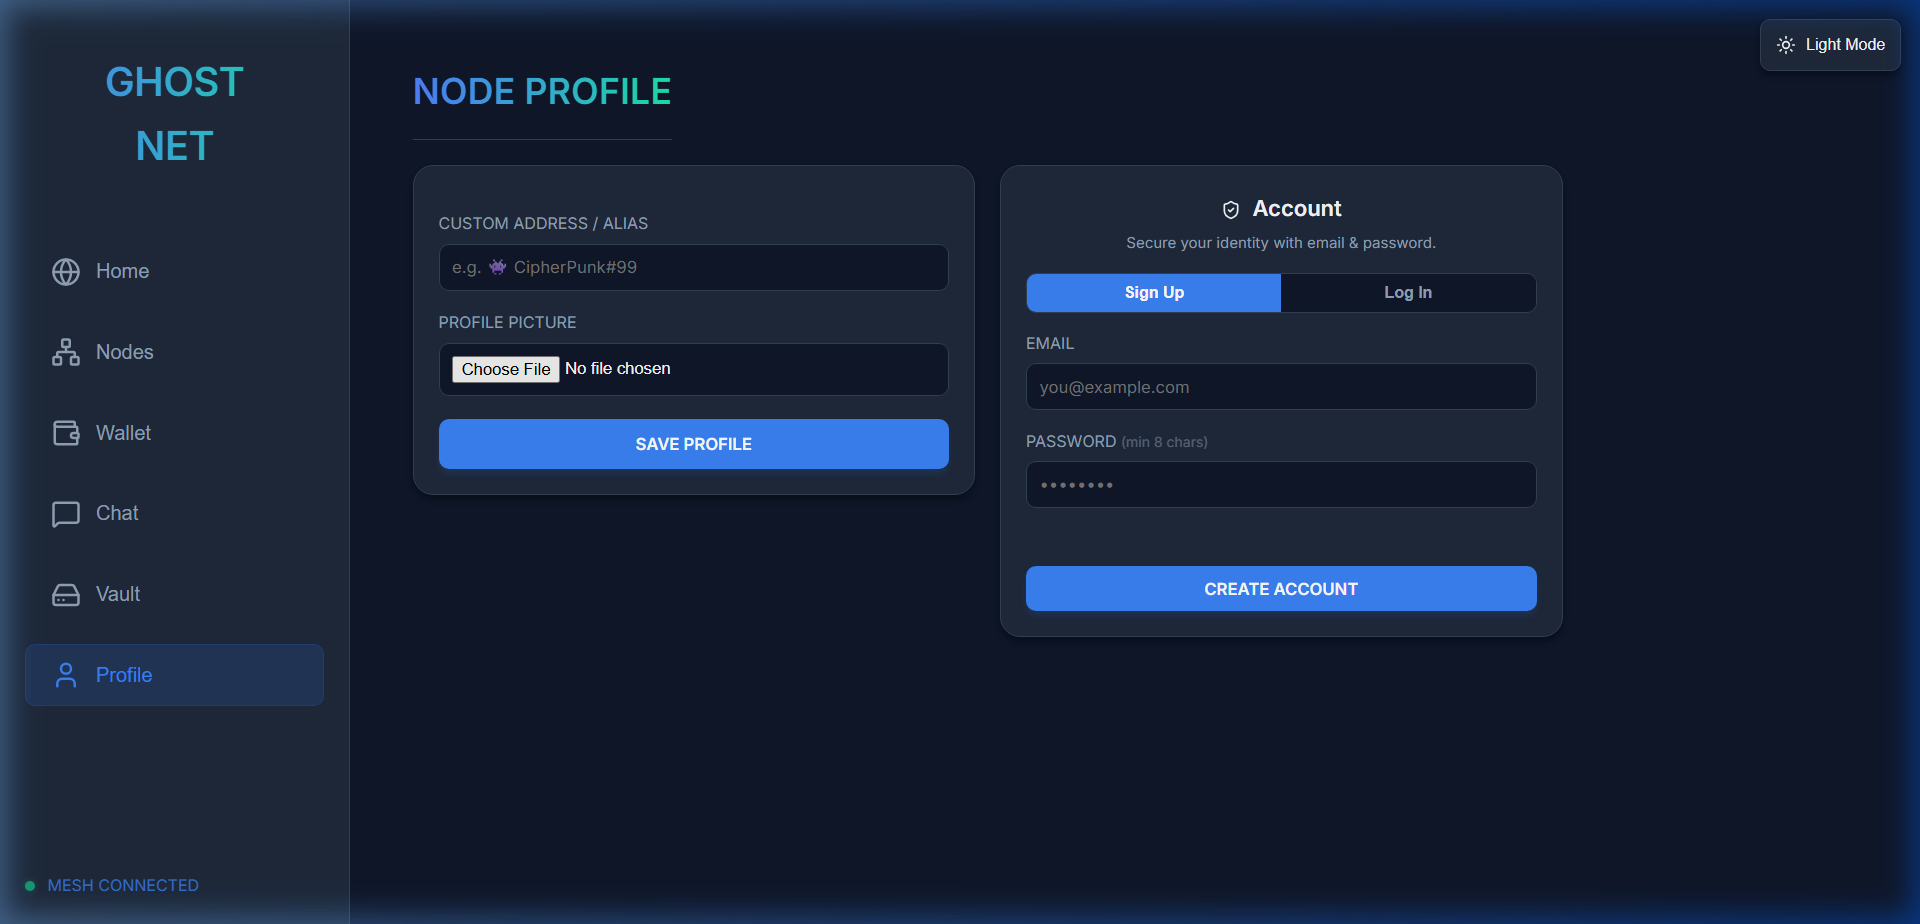 GHOST
NET
Home
Nodes
Wallet
Chat
Vault
Profile
MESH CONNECTED
Light Mode
NODE PROFILE
CUSTOM ADDRESS / ALIAS
e.g. 👾 CipherPunk#99
PROFILE PICTURE
Choose File No file chosen
SAVE PROFILE
Account
Secure your identity with email & password.
Sign Up Log In
EMAIL
you@example.com
PASSWORD (min 8 chars)
••••••••
CREATE ACCOUNT